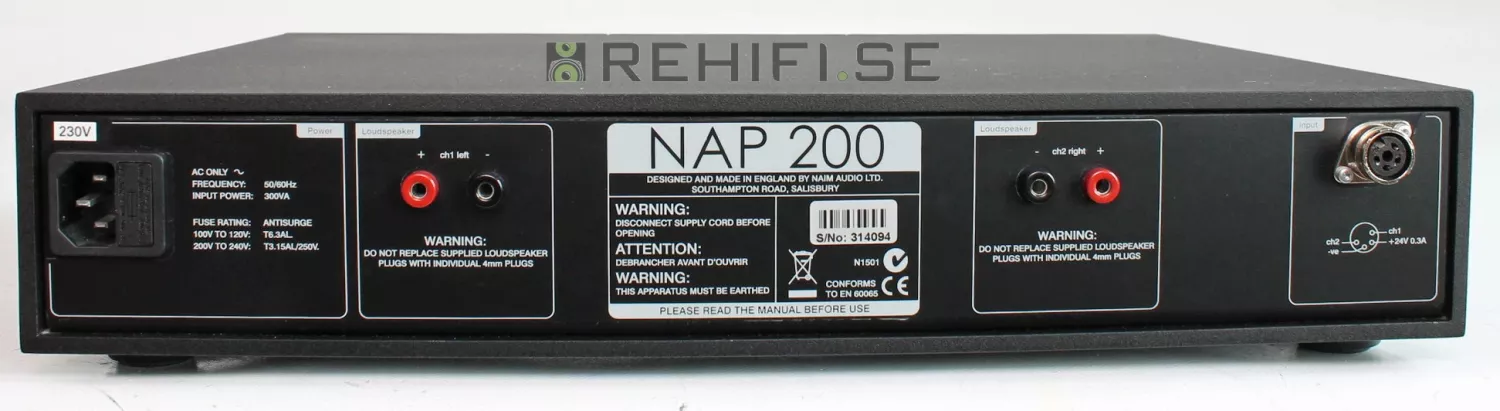 REHIFI.SE
230V
Power
AC ONLY ~
FREQUENCY: 50/60Hz
INPUT POWER: 300VA
FUSE RATING: ANTISURGE
100V TO 120V: T6.3AL.
200V TO 240V: T3.15AL/250V.
Loudspeaker
+ ch1 left -
WARNING:
DO NOT REPLACE SUPPLIED LOUDSPEAKER
PLUGS WITH INDIVIDUAL 4mm PLUGS
NAP 200
DESIGNED AND MADE IN ENGLAND BY NAIM AUDIO LTD.
SOUTHAMPTON ROAD, SALISBURY
WARNING:
DISCONNECT SUPPLY CORD BEFORE
OPENING
ATTENTION:
DEBRANCHER AVANT D'OUVRIR
WARNING:
THIS APPARATUS MUST BE EARTHED
S/No: 314094
N1501
CONFORMS
TO EN 60065
CE
PLEASE READ THE MANUAL BEFORE USE
Loudspeaker
- ch2 right +
WARNING:
DO NOT REPLACE SUPPLIED LOUDSPEAKER
PLUGS WITH INDIVIDUAL 4mm PLUGS
Input
ch1
ch2
+24V 0.3A
-ve